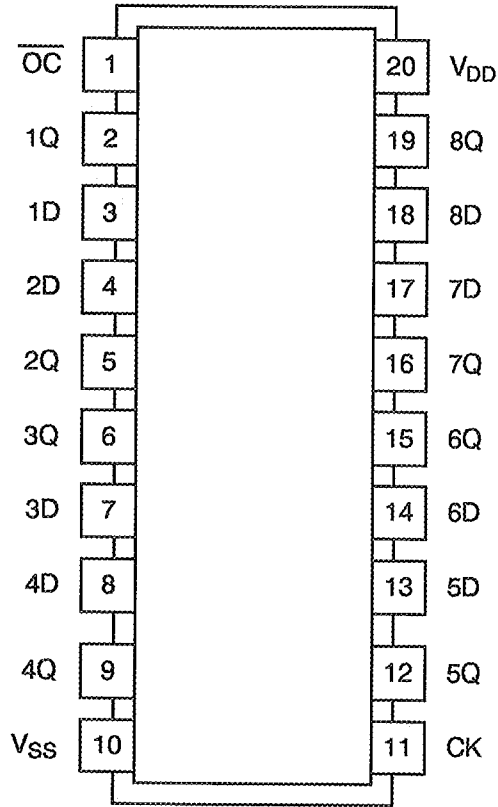 O̅C̅ 1 20 VDD
1Q 2 19 8Q
1D 3 18 8D
2D 4 17 7D
2Q 5 16 7Q
3Q 6 15 6Q
3D 7 14 6D
4D 8 13 5D
4Q 9 12 5Q
VSS 10 11 CK